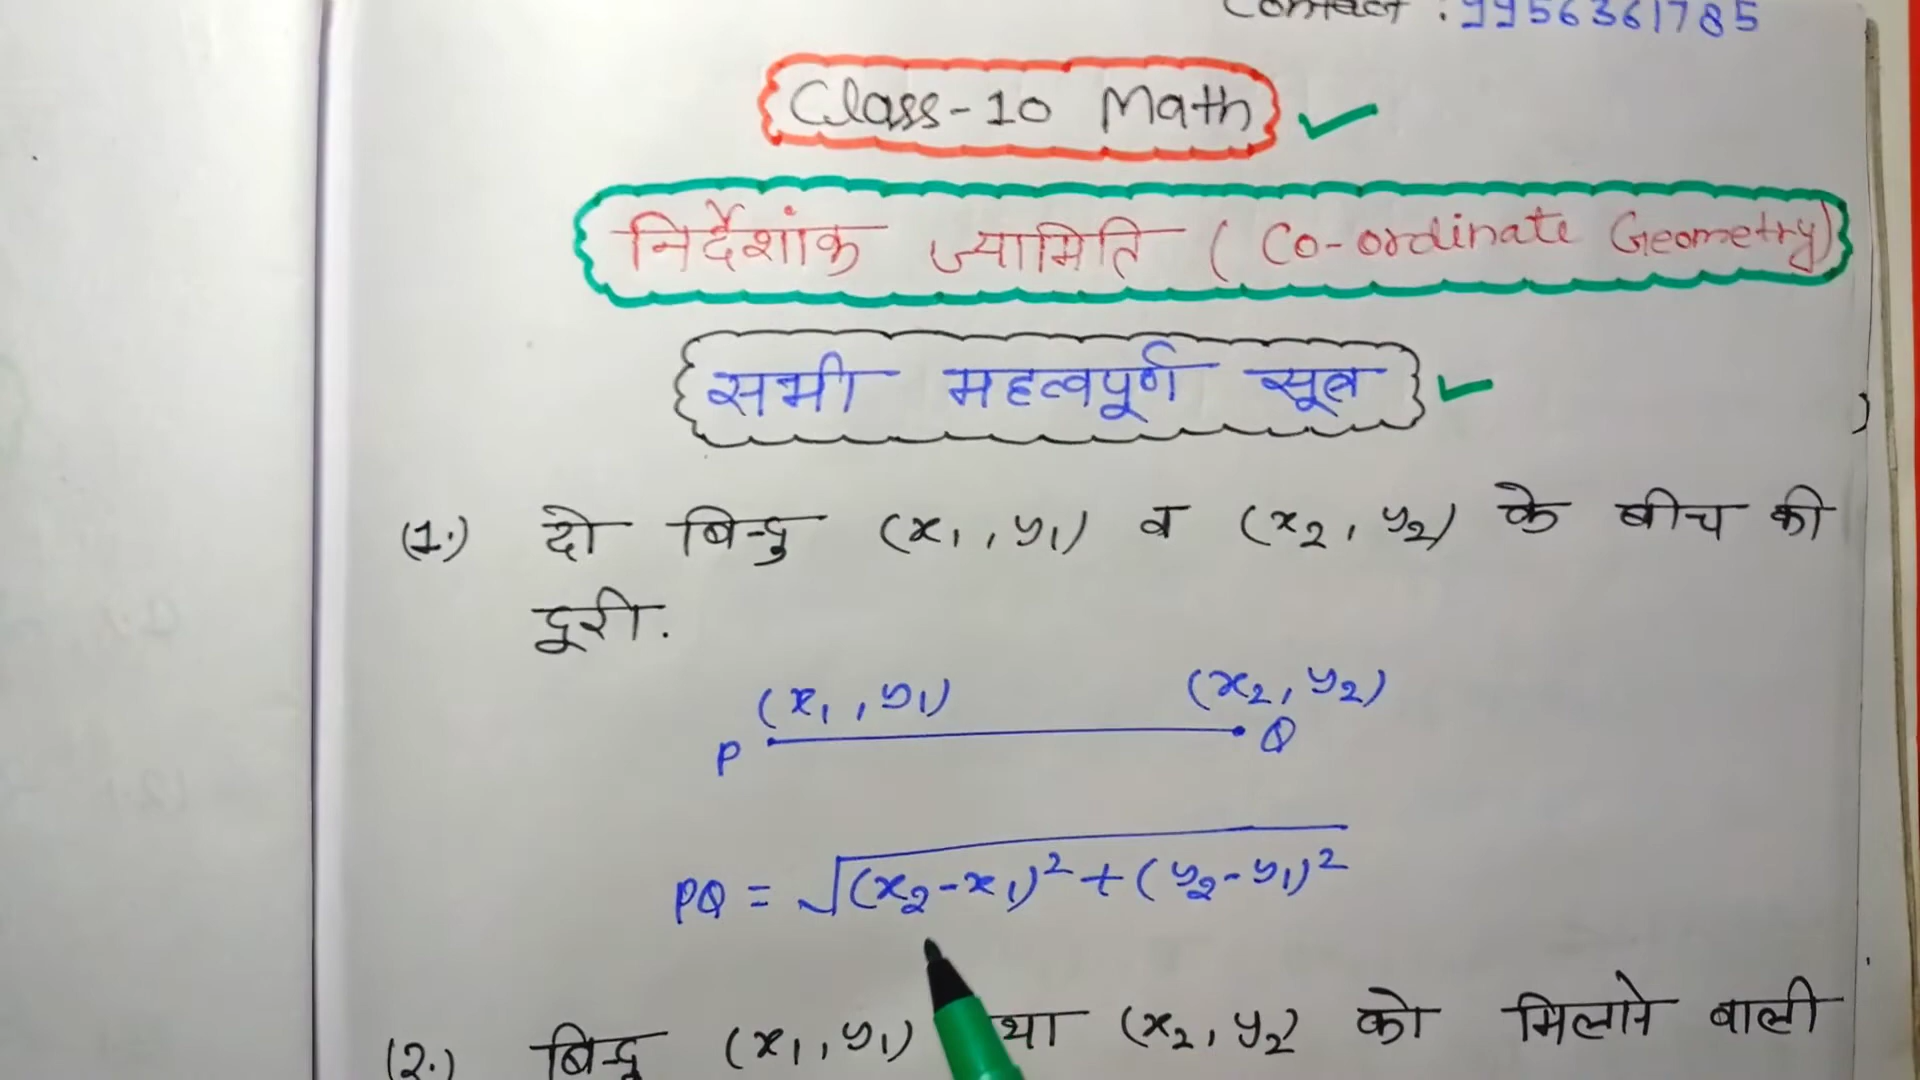 Contact : 9956361785
Class-10 Math
निर्देशांक ज्यामिति (Co-ordinate Geometry)
सभी महत्वपूर्ण सूत्र
(1.) दो बिन्दु (x₁, y₁) व (x₂, y₂) के बीच की
दूरी.
(x₁, y₁) (x₂, y₂)
P Q
PQ = √(x₂-x₁)² + (y₂-y₁)²
(2.) बिन्दु (x₁, y₁) था (x₂, y₂) को मिलाने वाली